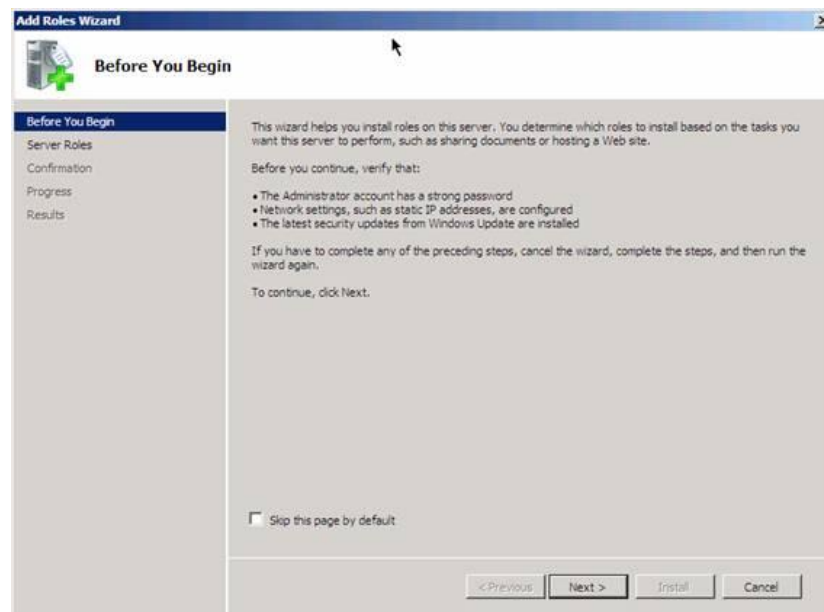 Add Roles Wizard
Before You Begin
Before You Begin
Server Roles
Confirmation
Progress
Results
This wizard helps you install roles on this server. You determine which roles to install based on the tasks you
want this server to perform, such as sharing documents or hosting a Web site.
Before you continue, verify that:
• The Administrator account has a strong password
• Network settings, such as static IP addresses, are configured
• The latest security updates from Windows Update are installed
If you have to complete any of the preceding steps, cancel the wizard, complete the steps, and then run the
wizard again.
To continue, click Next.
Skip this page by default
< Previous Next > Install Cancel